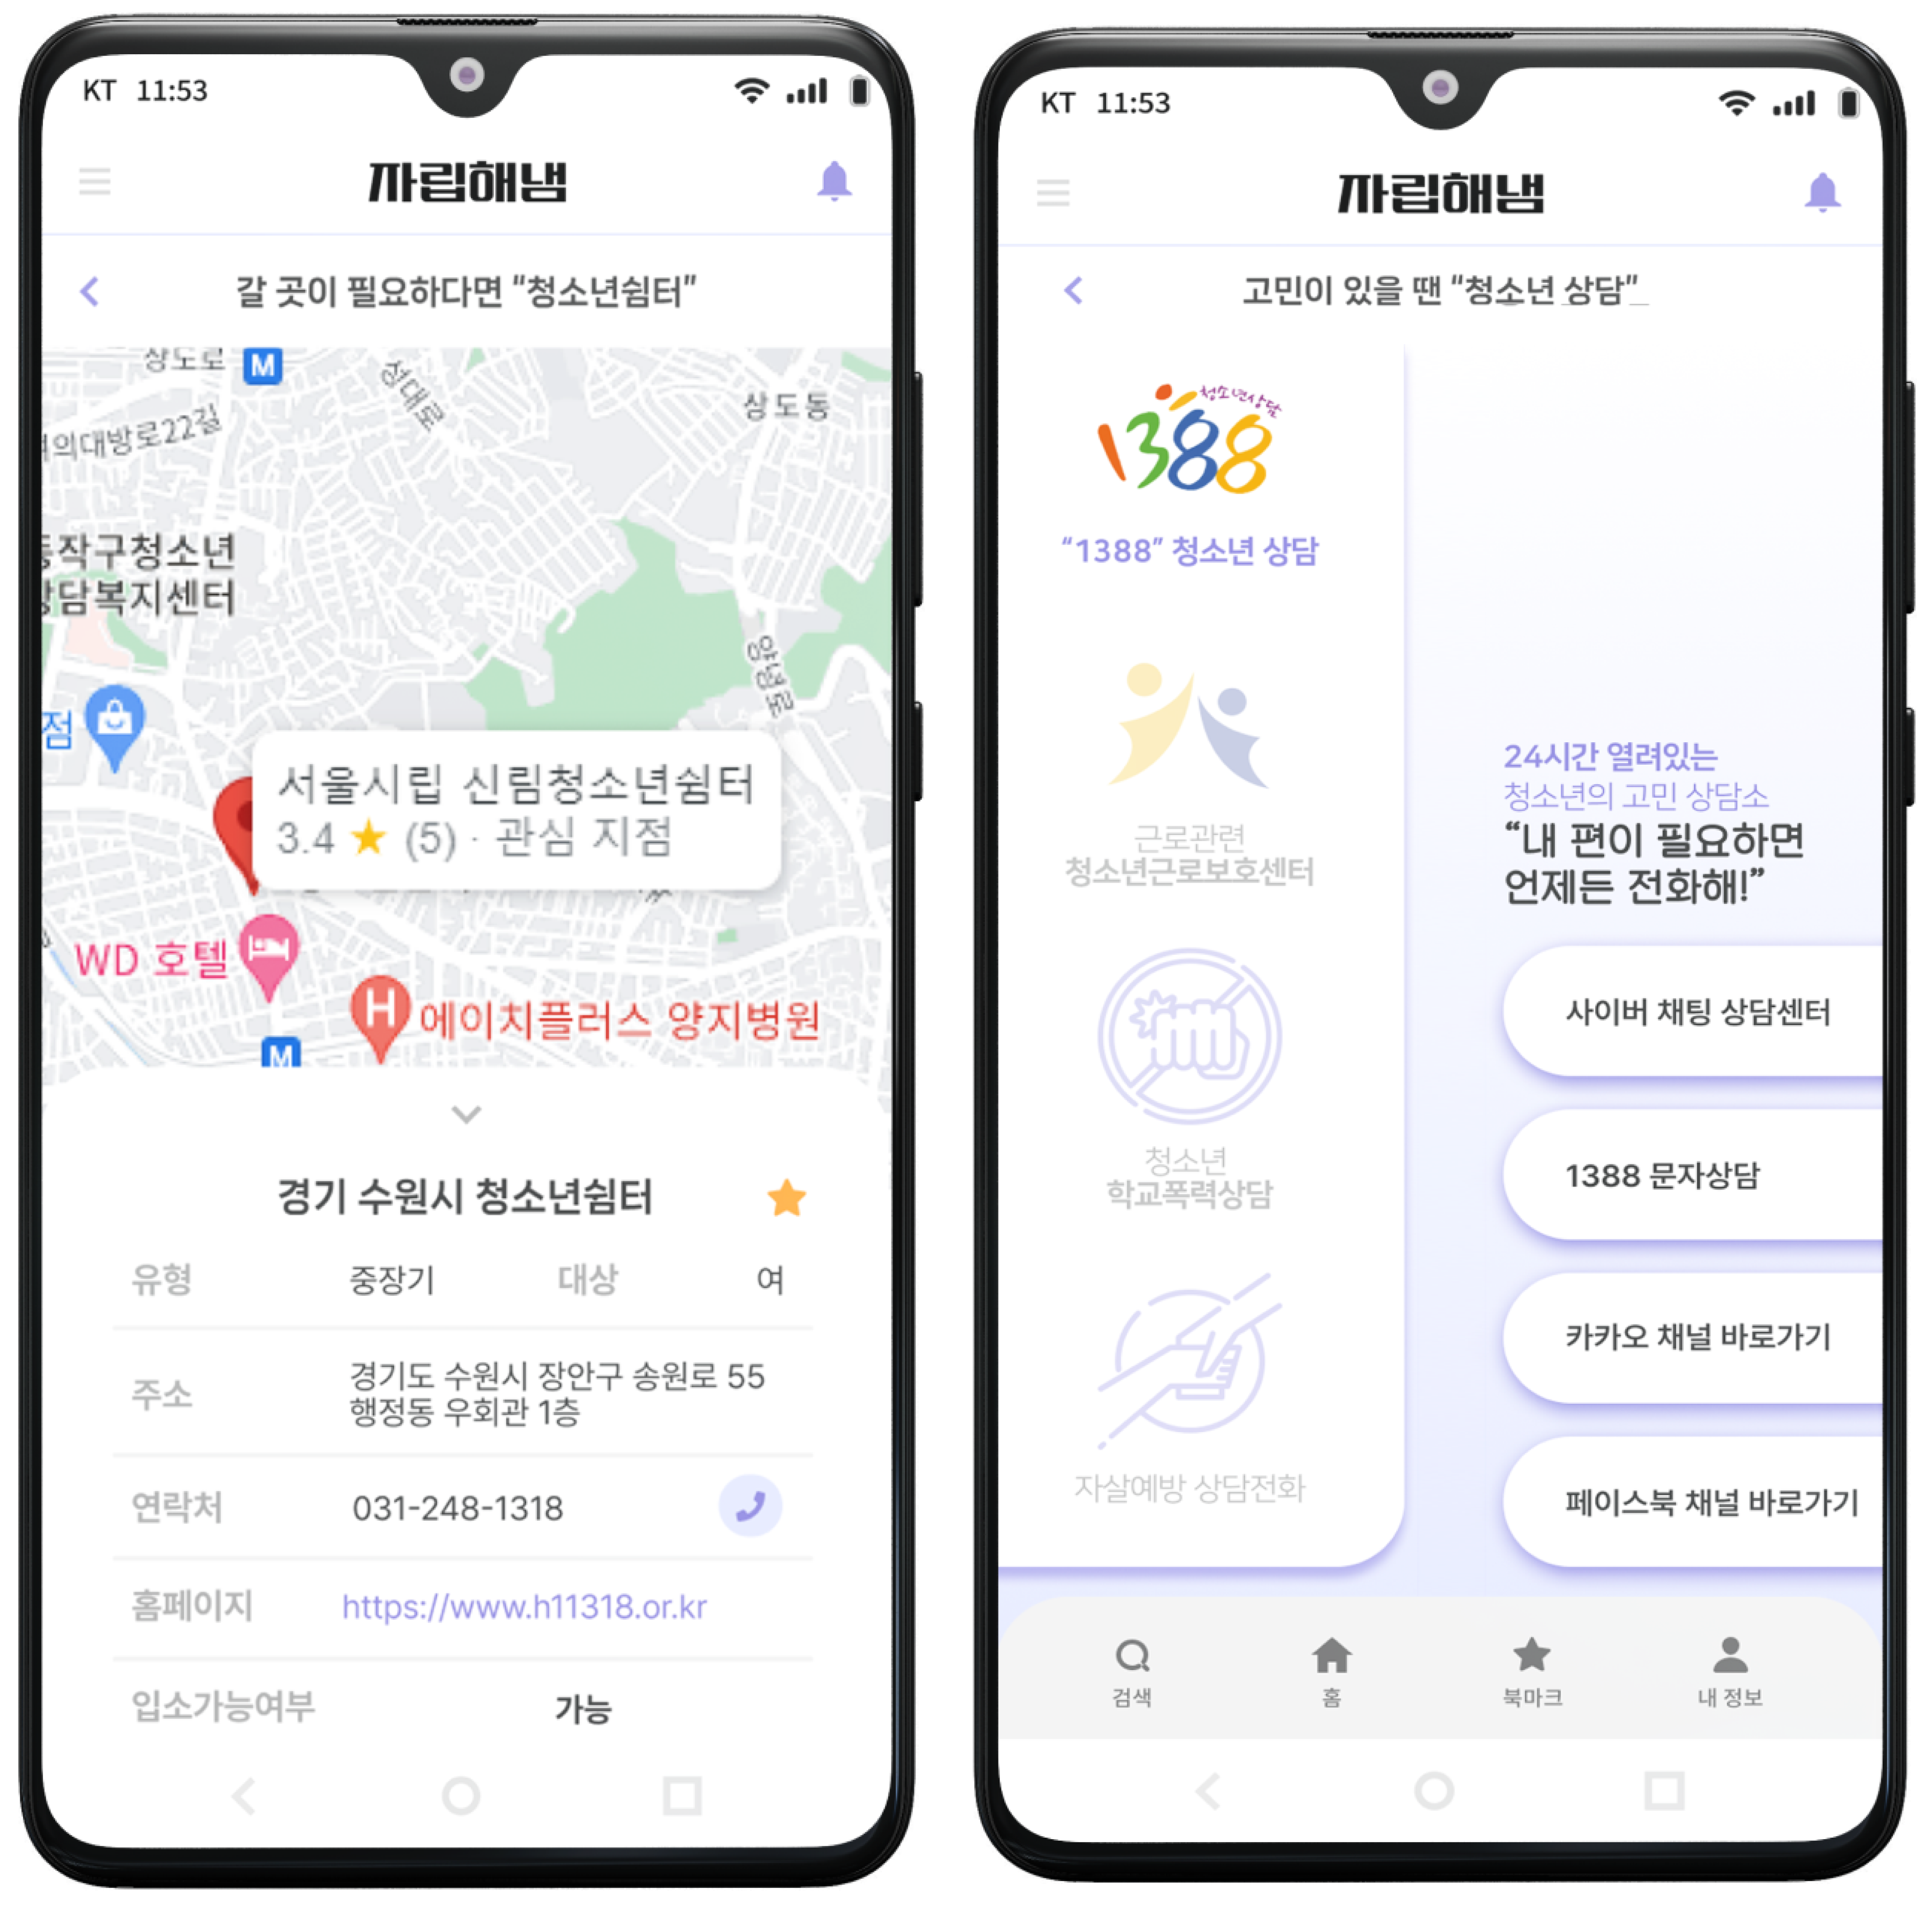 KT 11:53
자립해냄
갈 곳이 필요하다면 “청소년쉼터”
상도로
M
성대로
상도동
여의대방로22길
동작구청소년
상담복지센터
양녕로
점
서울시립 신림청소년쉼터
3.4 ★ (5) · 관심 지점
WD 호텔
H
에이치플러스 양지병원
M
경기 수원시 청소년쉼터
유형 중장기 대상 여
주소
경기도 수원시 장안구 송원로 55
행정동 우회관 1층
연락처 031-248-1318
홈페이지 https://www.h11318.or.kr
입소가능여부 가능
KT 11:53
자립해냄
고민이 있을 땐 “청소년 상담”
청소년상담
1388
“1388” 청소년 상담
근로관련
청소년근로보호센터
청소년
학교폭력상담
자살예방 상담전화
24시간 열려있는
청소년의 고민 상담소
“내 편이 필요하면
언제든 전화해!”
사이버 채팅 상담센터
1388 문자상담
카카오 채널 바로가기
페이스북 채널 바로가기
검색 홈 북마크 내 정보